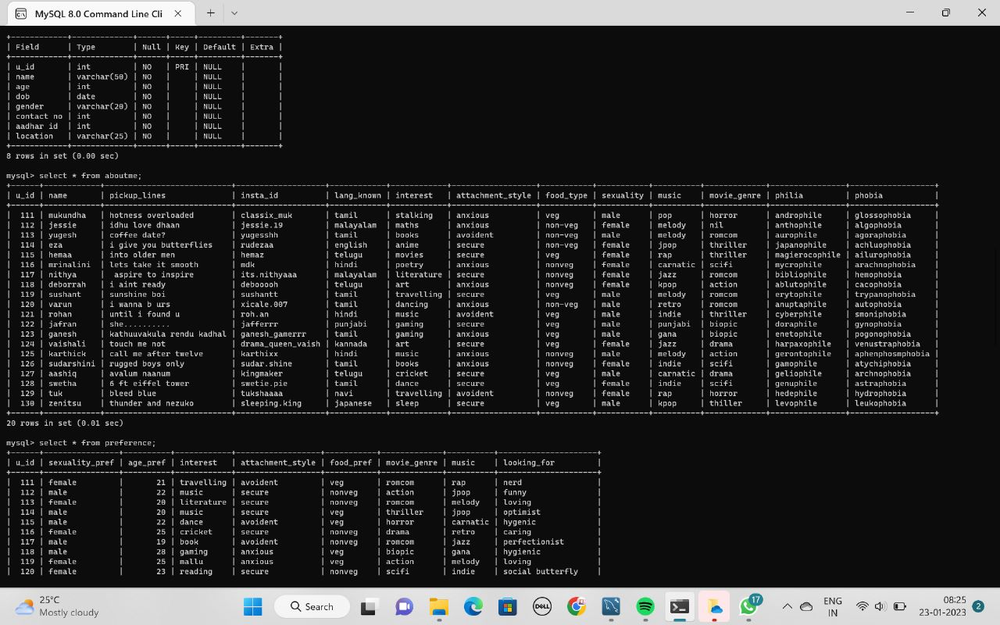 MySQL 8.0 Command Line Cli
+------------+-------------+------+-----+---------+-------+
| Field      | Type        | Null | Key | Default | Extra |
+------------+-------------+------+-----+---------+-------+
| u_id       | int         | NO   | PRI | NULL    |       |
| name       | varchar(50) | NO   |     | NULL    |       |
| age        | int         | NO   |     | NULL    |       |
| dob        | date        | NO   |     | NULL    |       |
| gender     | varchar(20) | NO   |     | NULL    |       |
| contact no | int         | NO   |     | NULL    |       |
| aadhar id  | int         | NO   |     | NULL    |       |
| location   | varchar(25) | NO   |     | NULL    |       |
+------------+-------------+------+-----+---------+-------+
8 rows in set (0.00 sec)
mysql> select * from aboutme;
| u_id | name | pickup_lines | insta_id | lang_known | interest | attachment_style | food_type | sexuality | music | movie_genre | philia | phobia |
| 111 | mukundha | hotness overloaded | classix_muk | tamil | stalking | anxious | veg | male | pop | horror | androphile | glossophobia |
| 112 | jessie | idhu love dhaan | jessie.19 | malayalam | maths | anxious | non-veg | female | melody | nil | anthophile | algophobia |
| 113 | yugesh | coffee date? | yugesshh | tamil | books | avoident | non-veg | male | melody | romcom | aurophile | agoraphobia |
| 114 | eza | i give you butterflies | rudezaa | english | anime | secure | non-veg | female | jpop | thriller | japanophile | achluophobia |
| 115 | hemaa | into older men | hemaz | telugu | movies | secure | veg | female | rap | thriller | magierocophile | ailurophobia |
| 116 | mrinalini | lets take it smooth | mdk | hindi | poetry | anxious | nonveg | female | carnatic | scifi | mycrophile | arachnophobia |
| 117 | nithya | aspire to inspire | its.nithyaaa | malayalam | literature | secure | nonveg | female | jazz | romcom | bibliophile | hemophobia |
| 118 | deborrah | i aint ready | debooooh | telugu | art | anxious | nonveg | female | kpop | action | ablutophile | cacophobia |
| 119 | sushant | sunshine boi | sushantt | tamil | travelling | secure | veg | male | melody | romcom | erytophile | trypanophobia |
| 120 | varun | i wanna b urs | xicale.007 | tamil | dancing | anxious | non-veg | male | retro | romcom | anuptaphile | autophobia |
| 121 | rohan | until i found u | roh.an | hindi | music | avoident | veg | male | indie | thriller | cyberphile | smoniphobia |
| 122 | jafran | she.......... | jafferrr | punjabi | gaming | secure | veg | male | punjabi | biopic | doraphile | gynophobia |
| 123 | ganesh | kathuuvakula rendu kadhal | ganesh_gamerrr | tamil | gaming | anxious | veg | male | gana | biopic | enetophile | pogonophobia |
| 124 | vaishali | touch me not | drama_queen_vaish | kannada | art | secure | veg | female | jazz | drama | harpaxophile | venustraphobia |
| 125 | karthick | call me after twelve | karthixx | hindi | music | anxious | nonveg | male | melody | action | gerontophile | aphenphosmphobia |
| 126 | sudarshini | rugged boys only | sudar.shine | tamil | books | anxious | nonveg | female | indie | scifi | gamophile | atychiphobia |
| 127 | aashiq | avalum naanum | kingmaker | telugu | cricket | secure | veg | male | carnatic | drama | geliophile | archnophobia |
| 128 | swetha | 6 ft eiffel tower | swetie.pie | tamil | dance | secure | veg | female | indie | scifi | genuphile | astraphobia |
| 129 | tuk | bleed blue | tukshaaaa | navi | travelling | avoident | nonveg | female | rap | horror | hedephile | hydrophobia |
| 130 | zenitsu | thunder and nezuko | sleeping.king | japanese | sleep | secure | veg | male | kpop | thiller | levophile | leukophobia |
20 rows in set (0.01 sec)
mysql> select * from preference;
| u_id | sexuality_pref | age_pref | interest | attachment_style | food_pref | movie_genre | music | looking_for |
| 111 | female | 21 | travelling | avoident | veg | romcom | rap | nerd |
| 112 | male | 22 | music | secure | nonveg | action | jpop | funny |
| 113 | female | 20 | literature | secure | nonveg | romcom | melody | loving |
| 114 | male | 20 | music | secure | veg | thriller | jpop | optimist |
| 115 | male | 22 | dance | avoident | veg | horror | carnatic | hygenic |
| 116 | female | 25 | cricket | secure | nonveg | drama | retro | caring |
| 117 | male | 19 | book | avoident | nonveg | romcom | jazz | perfectionist |
| 118 | male | 28 | gaming | anxious | veg | biopic | gana | hygienic |
| 119 | female | 25 | mallu | anxious | veg | action | melody | loving |
| 120 | female | 23 | reading | secure | nonveg | scifi | indie | social butterfly |
25°C
Mostly cloudy
Search
DELL
17
ENG
IN
08:25
23-01-2023
2